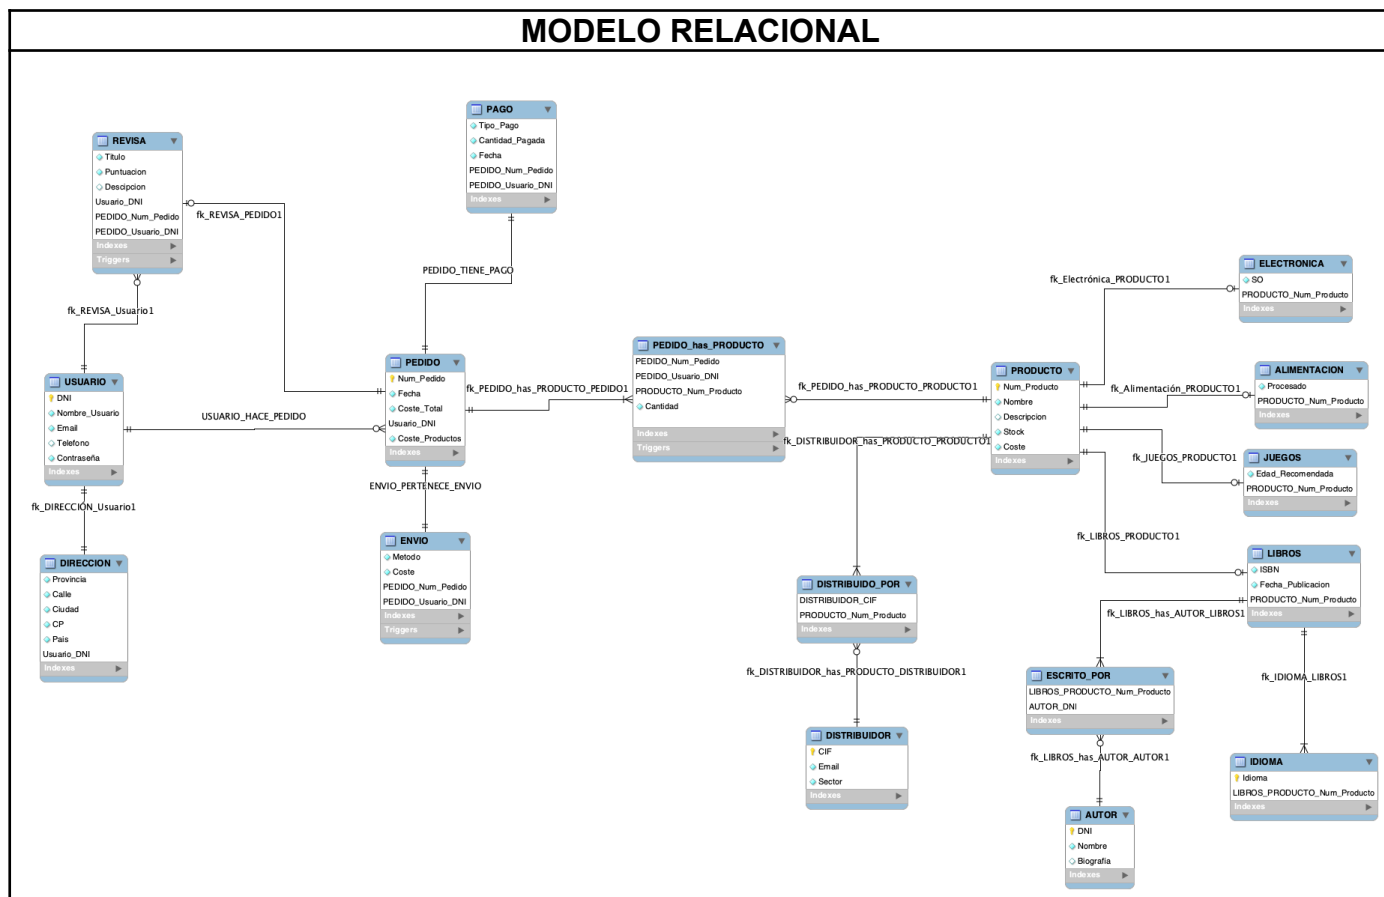 MODELO RELACIONAL
PAGO
Tipo_Pago
Cantidad_Pagada
Fecha
PEDIDO_Num_Pedido
PEDIDO_Usuario_DNI
Indexes
REVISA
Titulo
Puntuacion
Descipcion
Usuario_DNI
PEDIDO_Num_Pedido
PEDIDO_Usuario_DNI
Indexes
Triggers
fk_REVISA_PEDIDO1
PEDIDO_TIENE_PAGO
fk_REVISA_Usuario1
USUARIO
DNI
Nombre_Usuario
Email
Telefono
Contraseña
Indexes
USUARIO_HACE_PEDIDO
PEDIDO
Num_Pedido
Fecha
Coste_Total
Usuario_DNI
Coste_Productos
Indexes
fk_PEDIDO_has_PRODUCTO_PEDIDO1
PEDIDO_has_PRODUCTO
PEDIDO_Num_Pedido
PEDIDO_Usuario_DNI
PRODUCTO_Num_Producto
Cantidad
Indexes
Triggers
fk_PEDIDO_has_PRODUCTO_PRODUCTO1
fk_DISTRIBUIDOR_has_PRODUCTO_PRODUCTO1
PRODUCTO
Num_Producto
Nombre
Descripcion
Stock
Coste
Indexes
fk_Electrónica_PRODUCTO1
ELECTRONICA
SO
PRODUCTO_Num_Producto
Indexes
fk_Alimentación_PRODUCTO1
ALIMENTACION
Procesado
PRODUCTO_Num_Producto
Indexes
fk_JUEGOS_PRODUCTO1
JUEGOS
Edad_Recomendada
PRODUCTO_Num_Producto
Indexes
fk_LIBROS_PRODUCTO1
LIBROS
ISBN
Fecha_Publicacion
PRODUCTO_Num_Producto
Indexes
fk_DIRECCIÓN_Usuario1
DIRECCION
Provincia
Calle
Ciudad
CP
Pais
Usuario_DNI
Indexes
ENVIO_PERTENECE_ENVIO
ENVIO
Metodo
Coste
PEDIDO_Num_Pedido
PEDIDO_Usuario_DNI
Indexes
Triggers
DISTRIBUIDO_POR
DISTRIBUIDOR_CIF
PRODUCTO_Num_Producto
Indexes
fk_DISTRIBUIDOR_has_PRODUCTO_DISTRIBUIDOR1
DISTRIBUIDOR
CIF
Email
Sector
Indexes
fk_LIBROS_has_AUTOR_LIBROS1
ESCRITO_POR
LIBROS_PRODUCTO_Num_Producto
AUTOR_DNI
Indexes
fk_LIBROS_has_AUTOR_AUTOR1
AUTOR
DNI
Nombre
Biografia
Indexes
fk_IDIOMA_LIBROS1
IDIOMA
Idioma
LIBROS_PRODUCTO_Num_Producto
Indexes